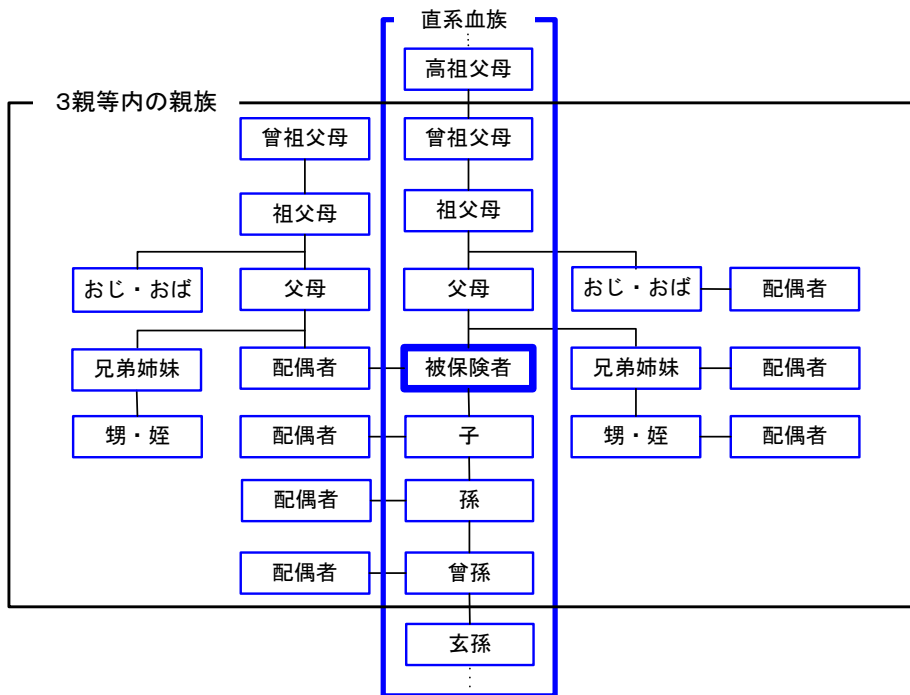 直系血族
高祖父母
3親等内の親族
曾祖父母
曾祖父母
祖父母
祖父母
おじ・おば
父母
父母
おじ・おば
配偶者
兄弟姉妹
配偶者
被保険者
兄弟姉妹
配偶者
甥・姪
配偶者
子
甥・姪
配偶者
配偶者
孫
配偶者
曾孫
玄孫